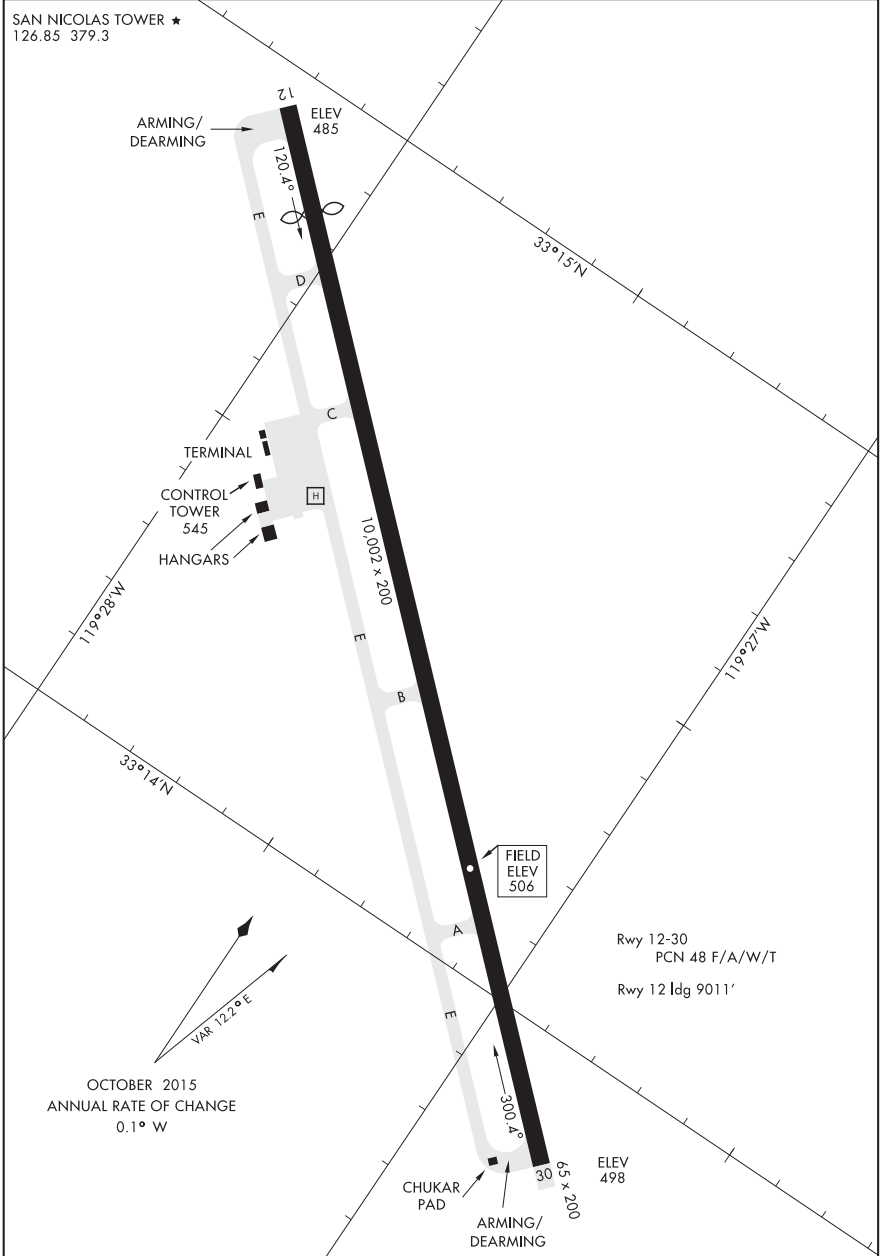 SAN NICOLAS TOWER ★
126.85 379.3
12
ELEV
485
ARMING/
DEARMING
120.4°
E
33°15'N
D
C
TERMINAL
CONTROL
TOWER
545
H
HANGARS
10,002 x 200
119°28'W
E
119°27'W
B
33°14'N
FIELD
ELEV
506
A
Rwy 12-30
PCN 48 F/A/W/T
Rwy 12 ldg 9011'
VAR 12.2° E
E
OCTOBER 2015
ANNUAL RATE OF CHANGE
0.1° W
300.4°
30
65 x 200
ELEV
498
CHUKAR
PAD
ARMING/
DEARMING